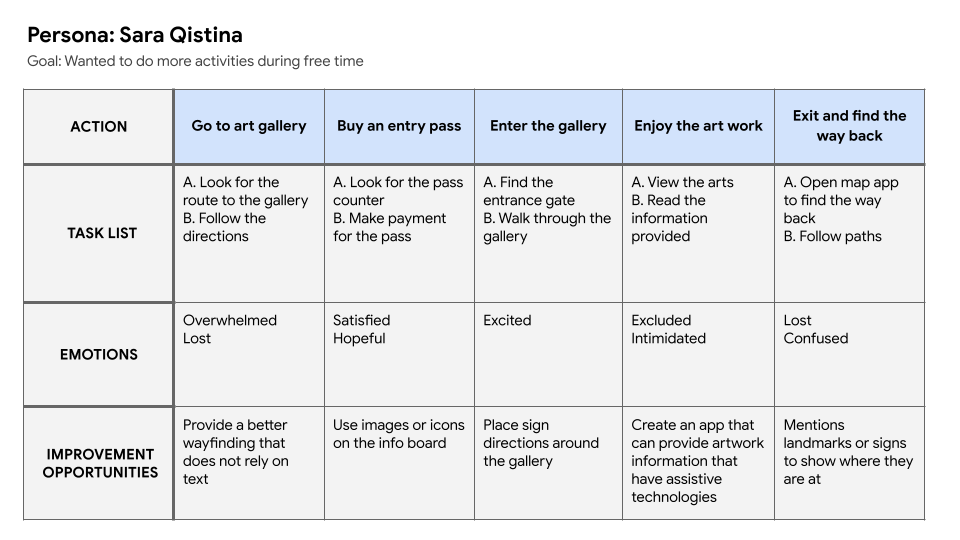 Persona: Sara Qistina
Goal: Wanted to do more activities during free time
ACTION
Go to art gallery
Buy an entry pass
Enter the gallery
Enjoy the art work
Exit and find the
way back
TASK LIST
A. Look for the
route to the gallery
B. Follow the
directions
A. Look for the pass
counter
B. Make payment
for the pass
A. Find the
entrance gate
B. Walk through the
gallery
A. View the arts
B. Read the
information
provided
A. Open map app
to find the way
back
B. Follow paths
EMOTIONS
Overwhelmed
Lost
Satisfied
Hopeful
Excited
Excluded
Intimidated
Lost
Confused
IMPROVEMENT
OPPORTUNITIES
Provide a better
wayfinding that
does not rely on
text
Use images or icons
on the info board
Place sign
directions around
the gallery
Create an app that
can provide artwork
information that
have assistive
technologies
Mentions
landmarks or signs
to show where they
are at